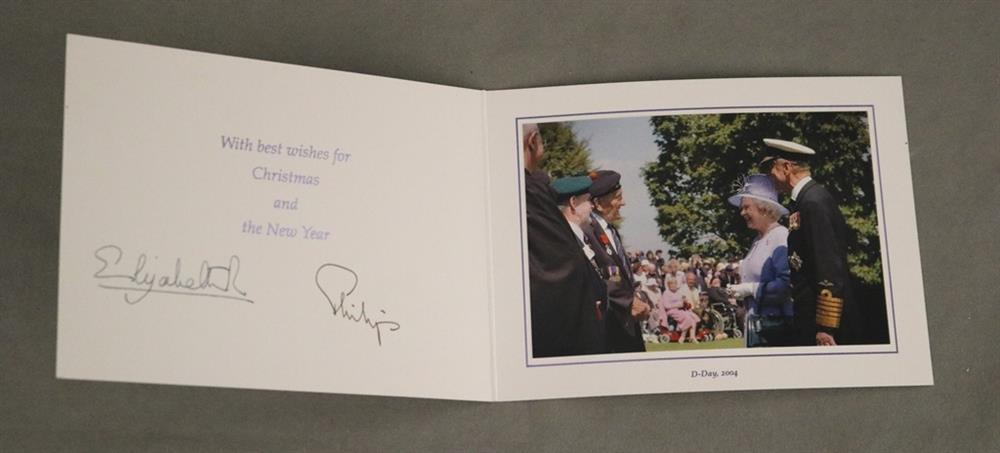 With best wishes for
Christmas
and
the New Year
Elizabeth R
Philip
D-Day, 2004